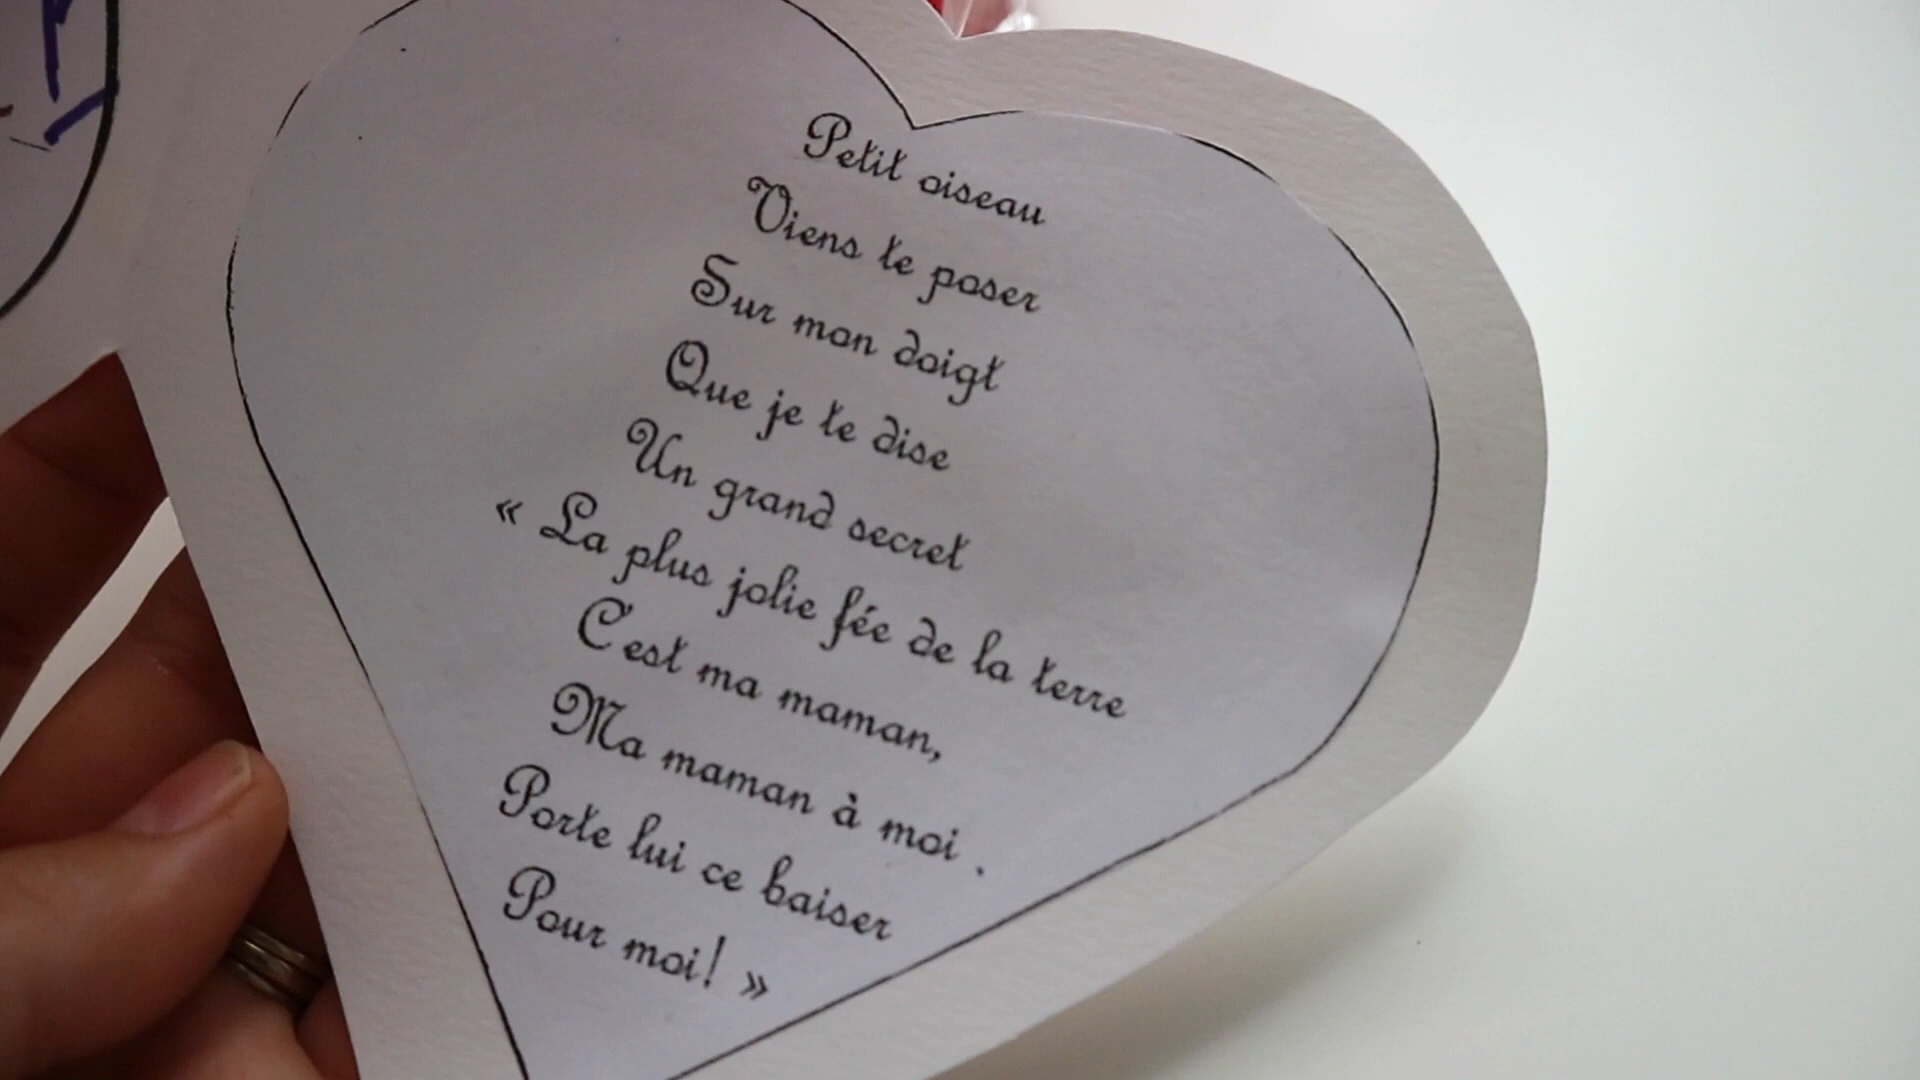 Petit oiseau
Viens te poser
Sur mon doigt
Que je te dise
Un grand secret
« La plus jolie fée de la terre
C'est ma maman,
Ma maman à moi .
Porte lui ce baiser
Pour moi! »